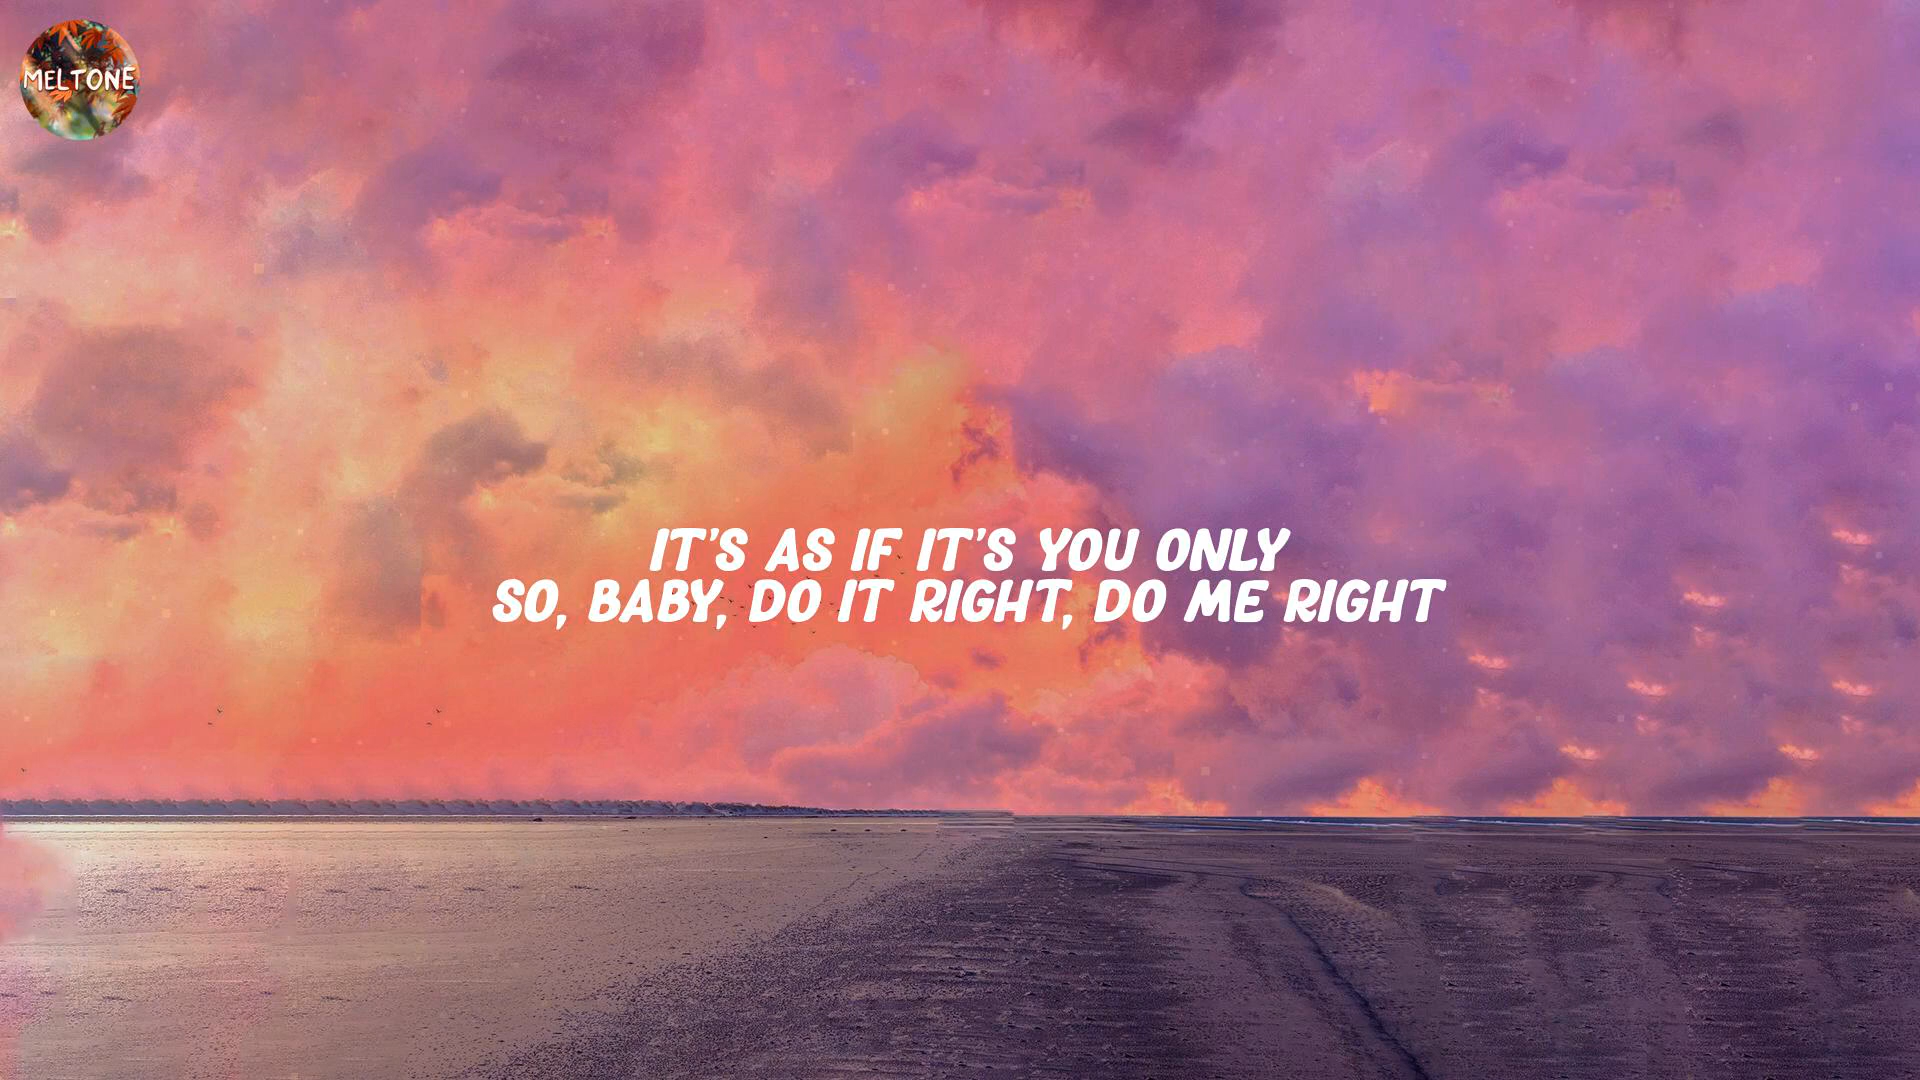 MELTONE
IT'S AS IF IT'S YOU ONLY
SO, BABY, DO IT RIGHT, DO ME RIGHT